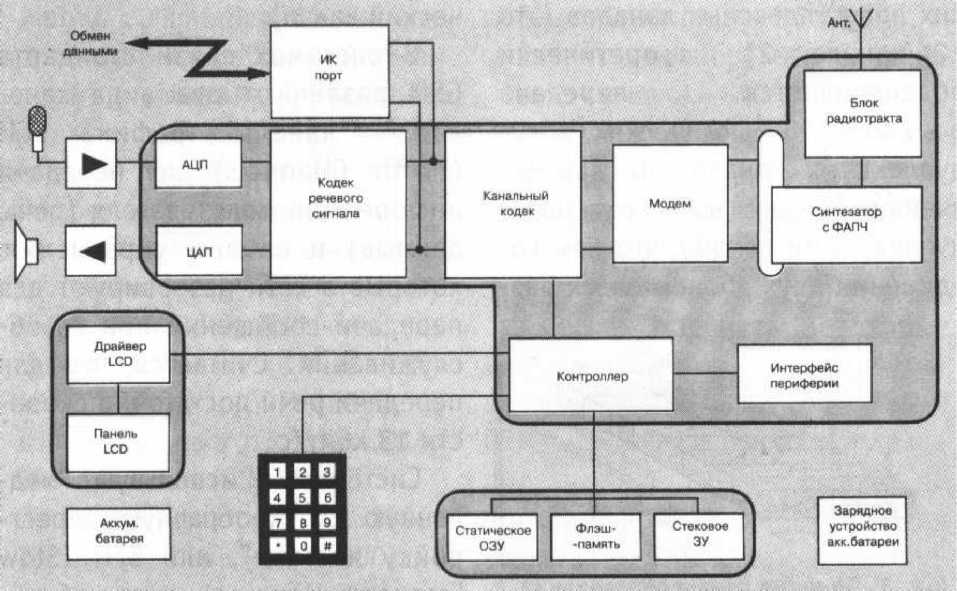 Обмен
данными
ИК
порт
Ант.
Блок
радиотракта
АЦП
Кодек
речевого
сигнала
Канальный
кодек
Модем
Синтезатор
с ФАПЧ
ЦАП
Драйвер
LCD
Контроллер
Интерфейс
периферии
Панель
LCD
1 2 3
4 5 6
7 8 9
* 0 #
Аккум.
батарея
Статическое
ОЗУ
Флэш-
-память
Стековое
ЗУ
Зарядное
устройство
акк.батареи